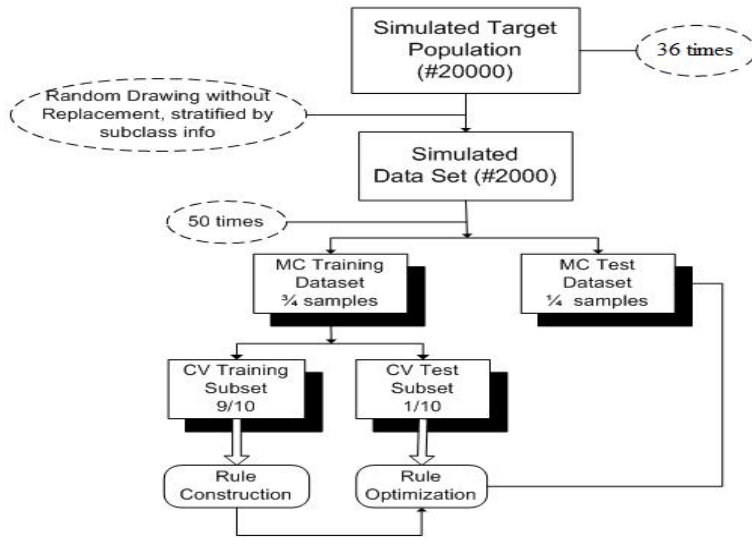 Simulated Target
Population
(#20000)
36 times
Random Drawing without
Replacement, stratified by
subclass info
Simulated
Data Set (#2000)
50 times
MC Training
Dataset
¾ samples
MC Test
Dataset
¼ samples
CV Training
Subset
9/10
CV Test
Subset
1/10
Rule
Construction
Rule
Optimization